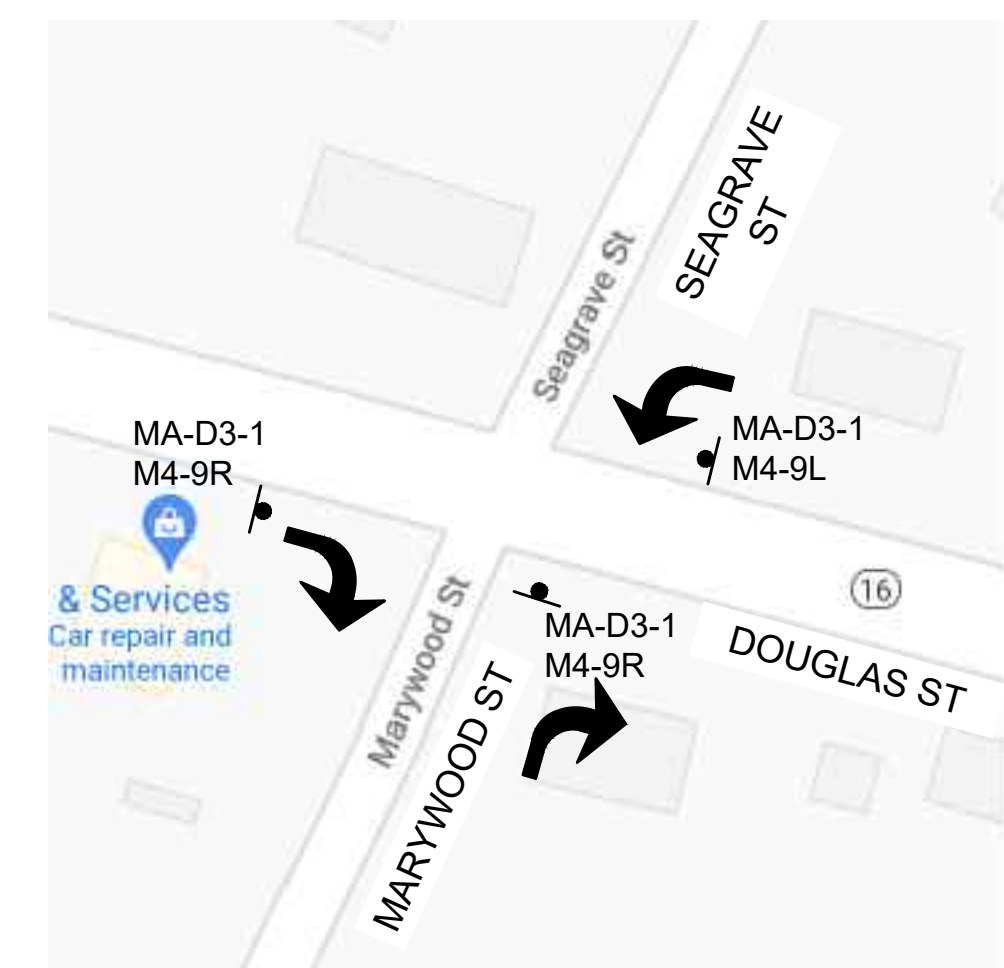 SEAGRAVE
ST
Seagrave St
MA-D3-1
M4-9L
MA-D3-1
M4-9R
& Services
Car repair and
maintenance
16
MA-D3-1
M4-9R
DOUGLAS ST
Marywood St
MARYWOOD ST